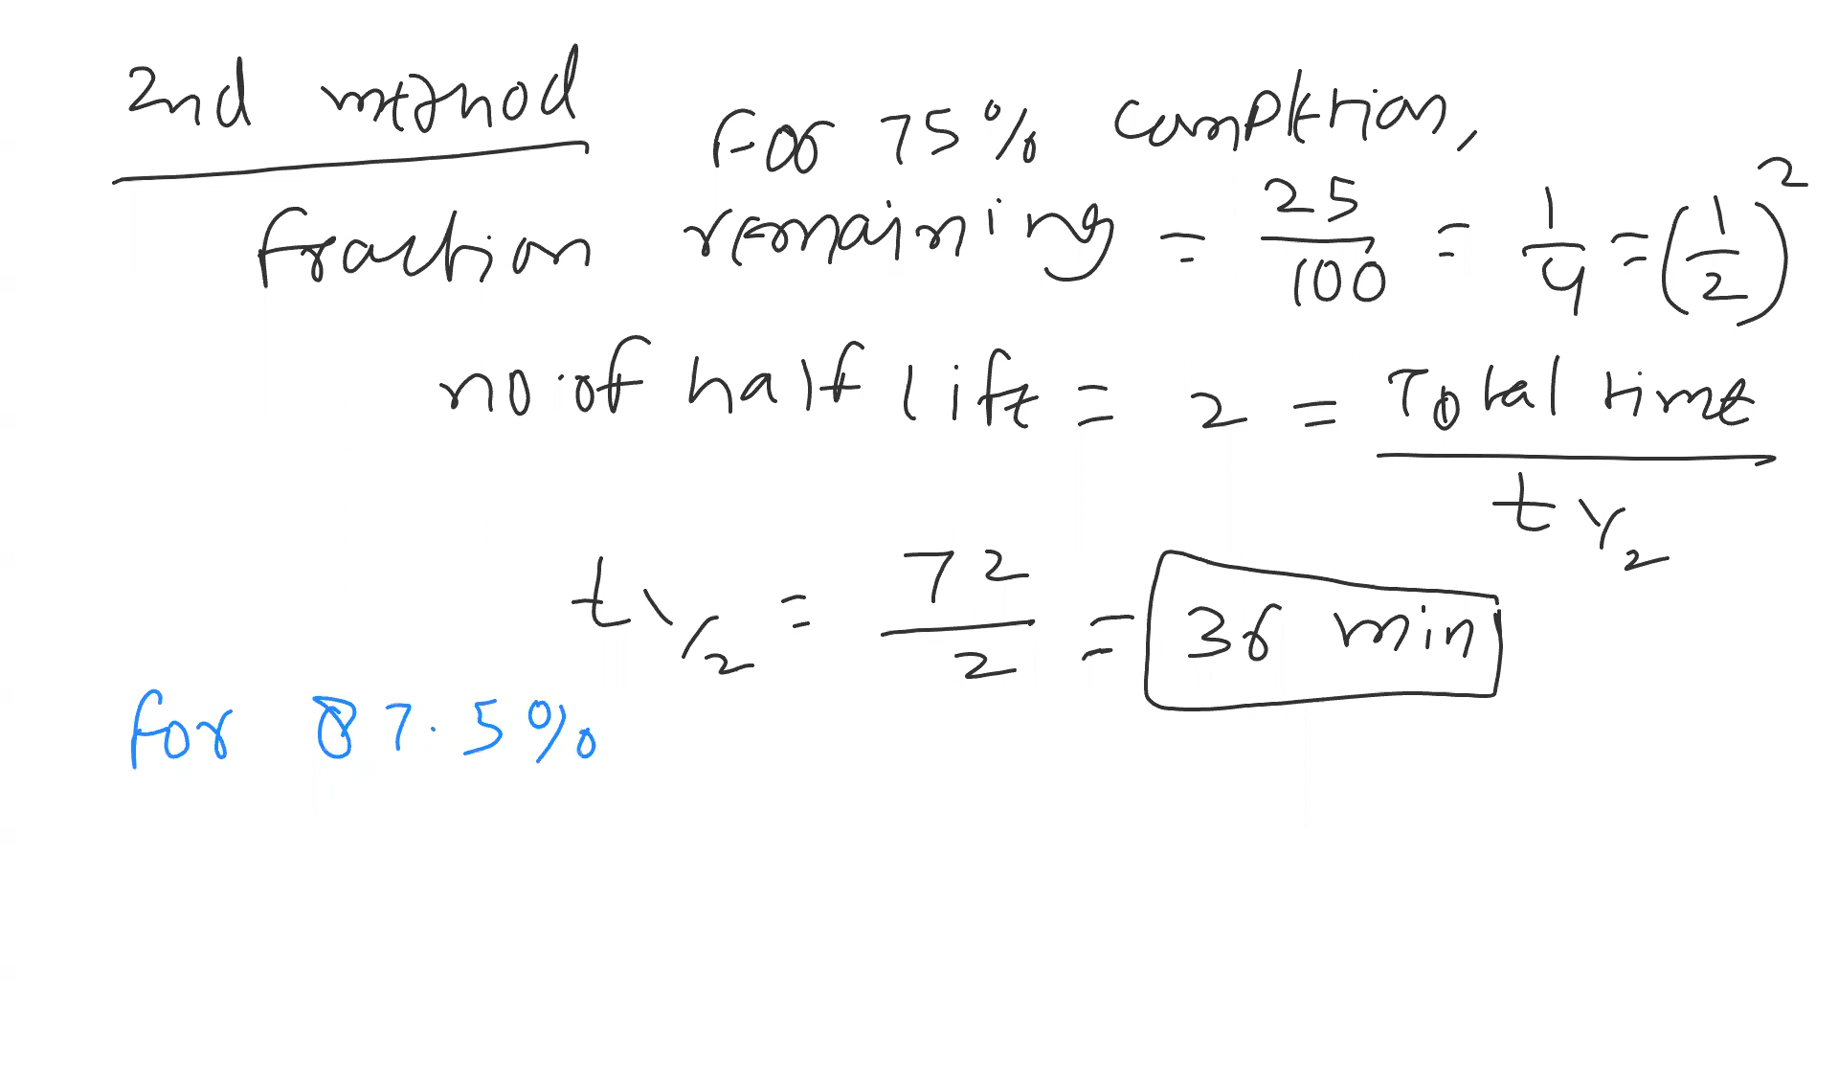 2nd method
For 75% completion,
fraction remaining = 25/100 = 1/4 = (1/2)²
no. of half life = 2 = Total time / t1/2
t1/2 = 72/2 = 36 min
for 87.5%